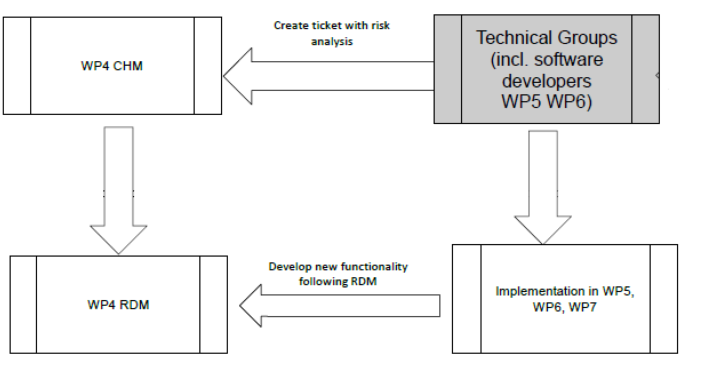 Create ticket with risk
analysis
WP4 CHM
Technical Groups
(incl. software
developers
WP5 WP6)
Develop new functionality
following RDM
WP4 RDM
Implementation in WP5,
WP6, WP7